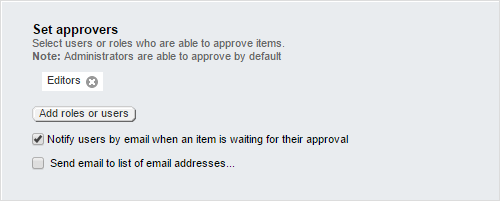 Set approvers
Select users or roles who are able to approve items.
Note: Administrators are able to approve by default
Editors
Add roles or users
Notify users by email when an item is waiting for their approval
Send email to list of email addresses...